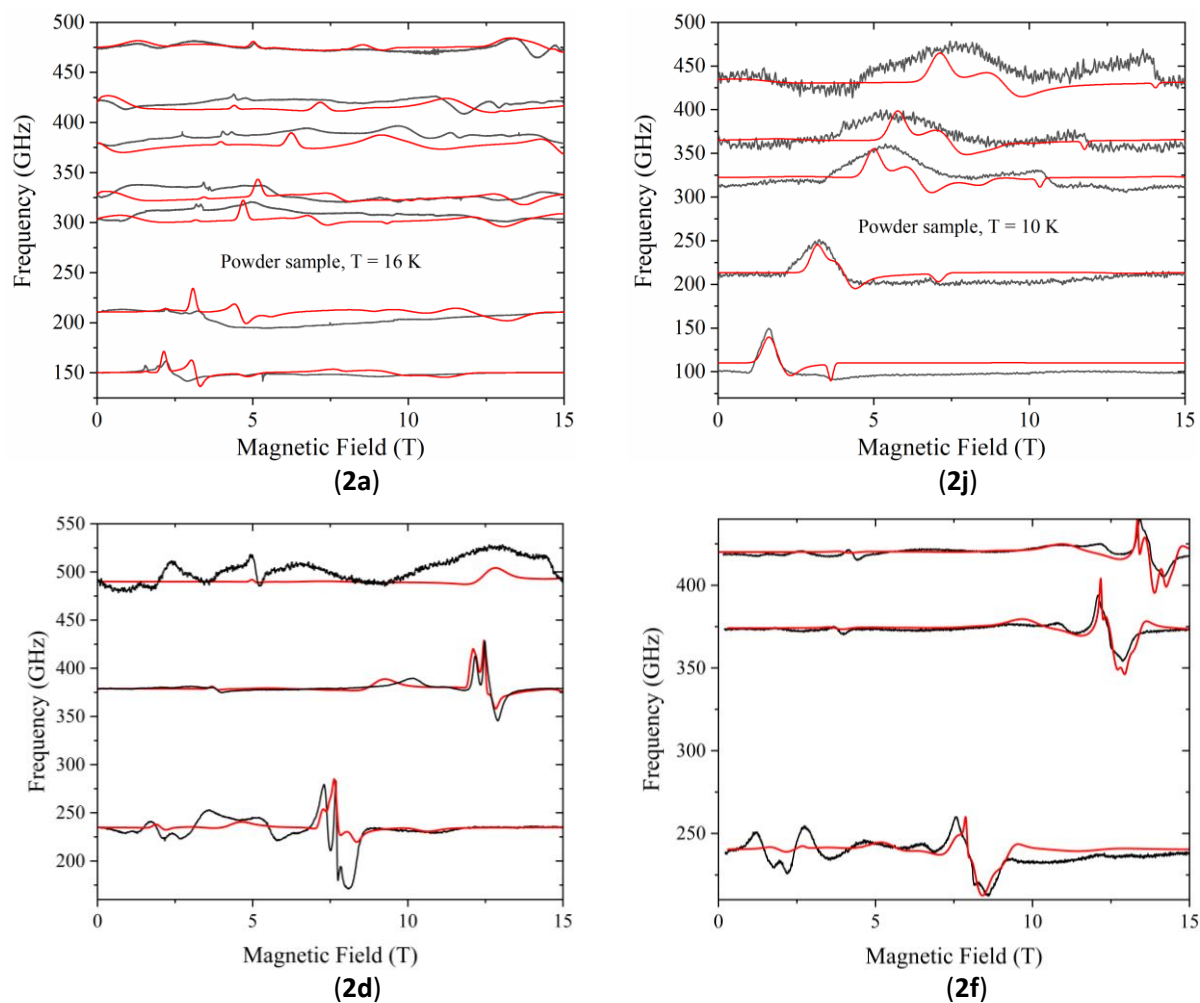 500
450
400
350
300
250
200
150
Frequency (GHz)
Powder sample, T = 16 K
0 5 10 15
Magnetic Field (T)
(2a)
500
450
400
350
300
250
200
150
100
Frequency (GHz)
Powder sample, T = 10 K
0 5 10 15
Magnetic Field (T)
(2j)
550
500
450
400
350
300
250
200
Frequency (GHz)
0 5 10 15
Magnetic Field (T)
(2d)
400
350
300
250
Frequency (GHz)
0 5 10 15
Magnetic Field (T)
(2f)